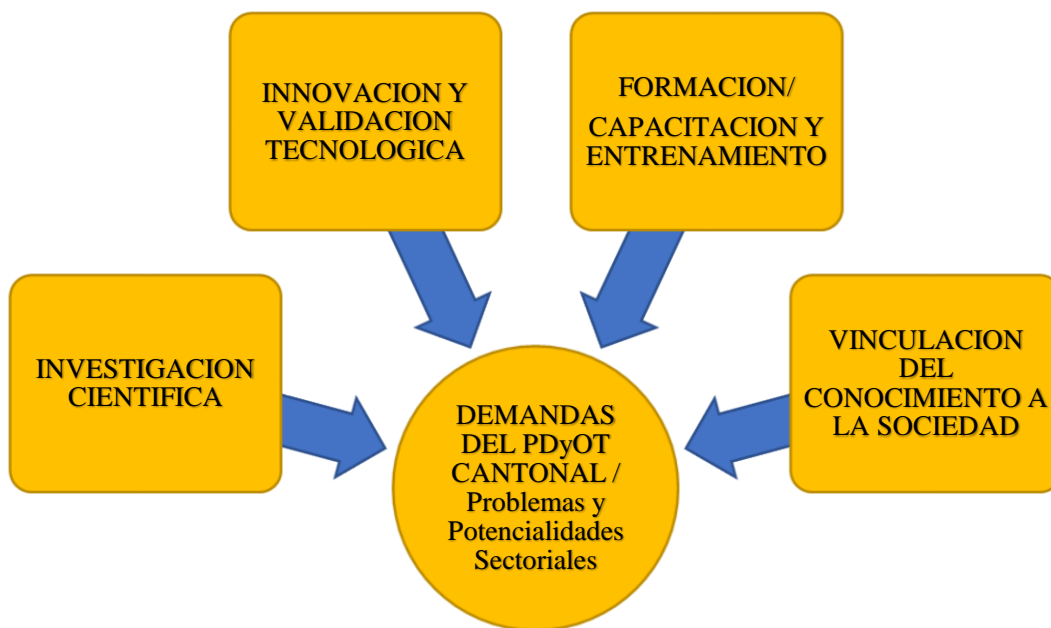 INNOVACION Y
VALIDACION
TECNOLOGICA
FORMACION/
CAPACITACION Y
ENTRENAMIENTO
INVESTIGACION
CIENTIFICA
VINCULACION
DEL
CONOCIMIENTO A
LA SOCIEDAD
DEMANDAS
DEL PDyOT
CANTONAL /
Problemas y
Potencialidades
Sectoriales